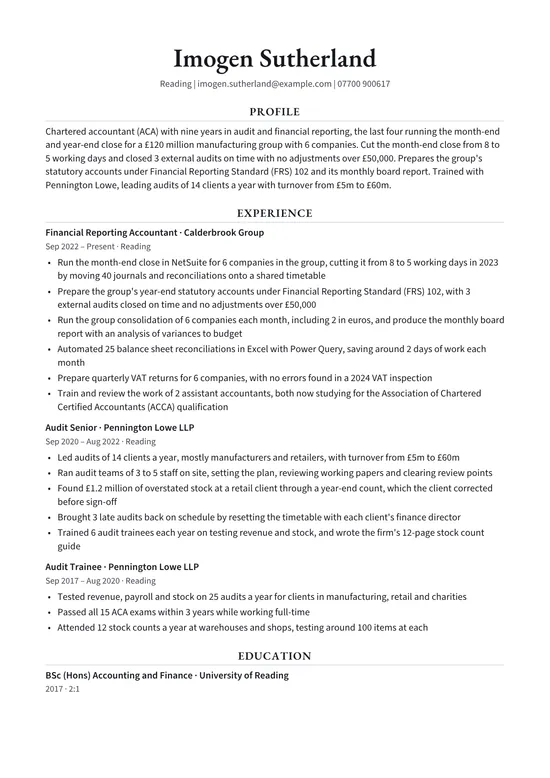 Imogen Sutherland
Reading | imogen.sutherland@example.com | 07700 900617
PROFILE
Chartered accountant (ACA) with nine years in audit and financial reporting, the last four running the month-end
and year-end close for a £120 million manufacturing group with 6 companies. Cut the month-end close from 8 to
5 working days and closed 3 external audits on time with no adjustments over £50,000. Prepares the group's
statutory accounts under Financial Reporting Standard (FRS) 102 and its monthly board report. Trained with
Pennington Lowe, leading audits of 14 clients a year with turnover from £5m to £60m.
EXPERIENCE
Financial Reporting Accountant · Calderbrook Group
Sep 2022 – Present · Reading
• Run the month-end close in NetSuite for 6 companies in the group, cutting it from 8 to 5 working days in 2023
by moving 40 journals and reconciliations onto a shared timetable
• Prepare the group's year-end statutory accounts under Financial Reporting Standard (FRS) 102, with 3
external audits closed on time and no adjustments over £50,000
• Run the group consolidation of 6 companies each month, including 2 in euros, and produce the monthly board
report with an analysis of variances to budget
• Automated 25 balance sheet reconciliations in Excel with Power Query, saving around 2 days of work each
month
• Prepare quarterly VAT returns for 6 companies, with no errors found in a 2024 VAT inspection
• Train and review the work of 2 assistant accountants, both now studying for the Association of Chartered
Certified Accountants (ACCA) qualification
Audit Senior · Pennington Lowe LLP
Sep 2020 – Aug 2022 · Reading
• Led audits of 14 clients a year, mostly manufacturers and retailers, with turnover from £5m to £60m
• Ran audit teams of 3 to 5 staff on site, setting the plan, reviewing working papers and clearing review points
• Found £1.2 million of overstated stock at a retail client through a year-end count, which the client corrected
before sign-off
• Brought 3 late audits back on schedule by resetting the timetable with each client's finance director
• Trained 6 audit trainees each year on testing revenue and stock, and wrote the firm's 12-page stock count
guide
Audit Trainee · Pennington Lowe LLP
Sep 2017 – Aug 2020 · Reading
• Tested revenue, payroll and stock on 25 audits a year for clients in manufacturing, retail and charities
• Passed all 15 ACA exams within 3 years while working full-time
• Attended 12 stock counts a year at warehouses and shops, testing around 100 items at each
EDUCATION
BSc (Hons) Accounting and Finance · University of Reading
2017 · 2:1